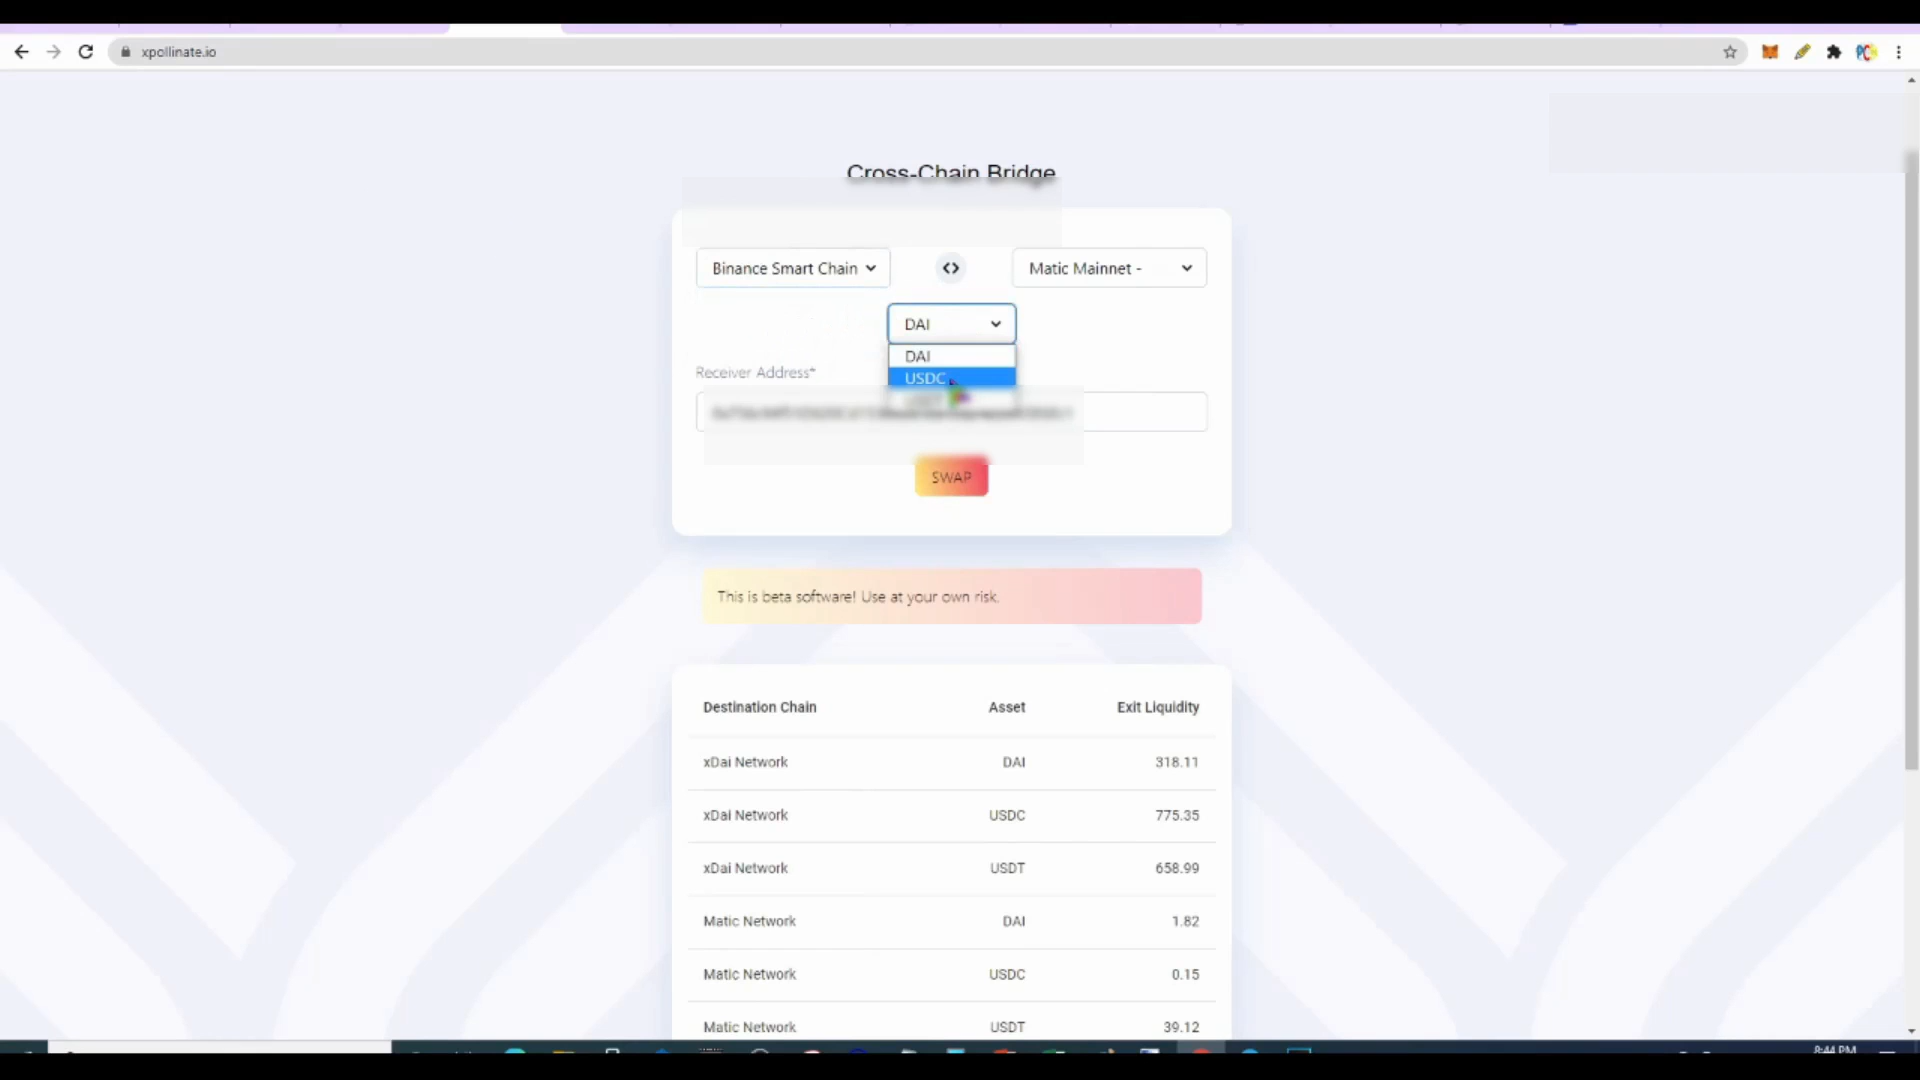 xpollinate.io
Cross-Chain Bridge
Binance Smart Chain
Matic Mainnet -
DAI
DAI
USDC
Receiver Address*
SWAP
This is beta software! Use at your own risk.
Destination Chain Asset Exit Liquidity
xDai Network DAI 318.11
xDai Network USDC 775.35
xDai Network USDT 658.99
Matic Network DAI 1.82
Matic Network USDC 0.15
Matic Network USDT 39.12
8:44 PM